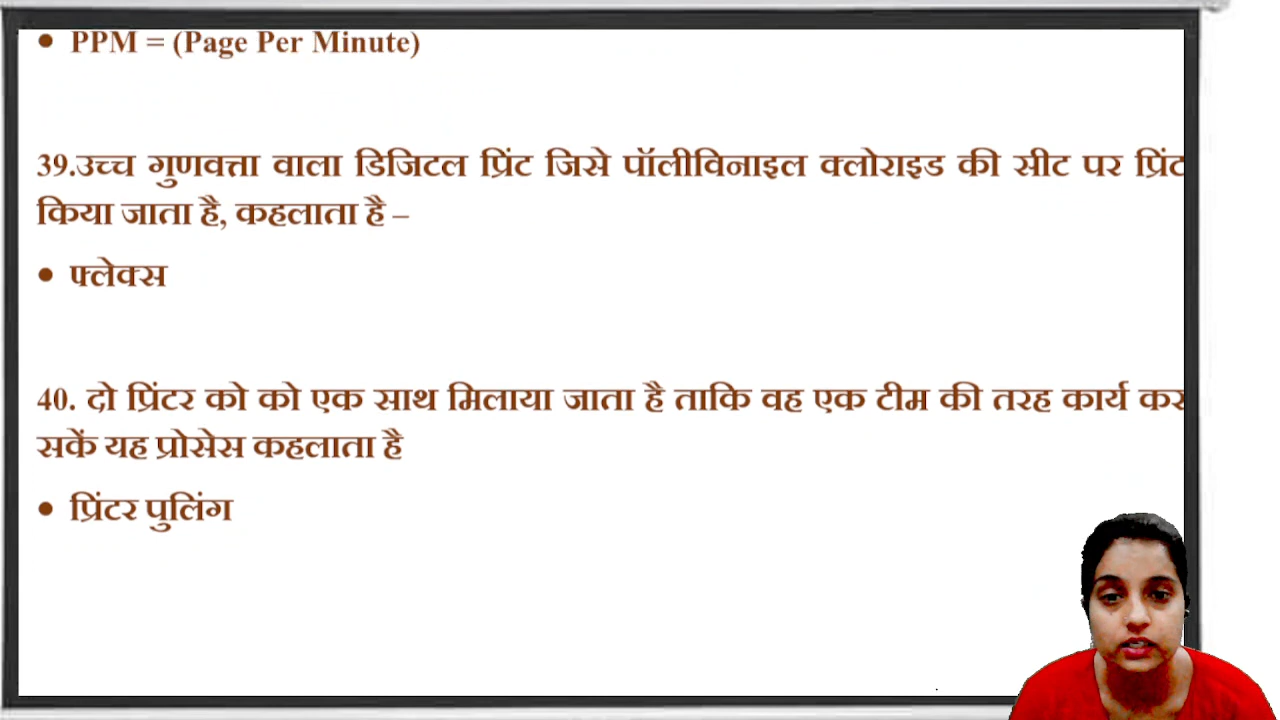 • PPM = (Page Per Minute)
39.उच्च गुणवत्ता वाला डिजिटल प्रिंट जिसे पॉलीविनाइल क्लोराइड की सीट पर प्रिंट
किया जाता है, कहलाता है –
• फ्लेक्स
40. दो प्रिंटर को को एक साथ मिलाया जाता है ताकि वह एक टीम की तरह कार्य कर
सकें यह प्रोसेस कहलाता है
• प्रिंटर पुलिंग